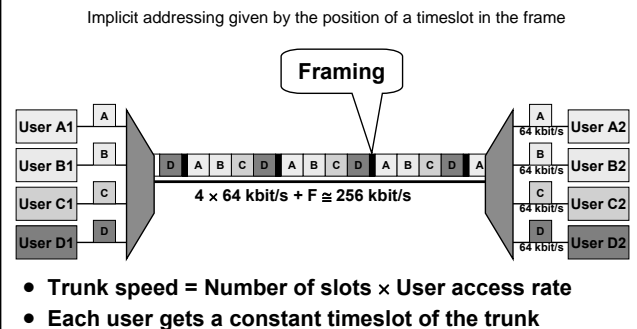 Implicit addressing given by the position of a timeslot in the frame
Framing
User A1
A
A
64 kbit/s
User A2
User B1
B
B
64 kbit/s
User B2
D A B C D A B C D A B C D A
4 × 64 kbit/s + F ≅ 256 kbit/s
User C1
C
C
64 kbit/s
User C2
User D1
D
D
64 kbit/s
User D2
• Trunk speed = Number of slots × User access rate
• Each user gets a constant timeslot of the trunk